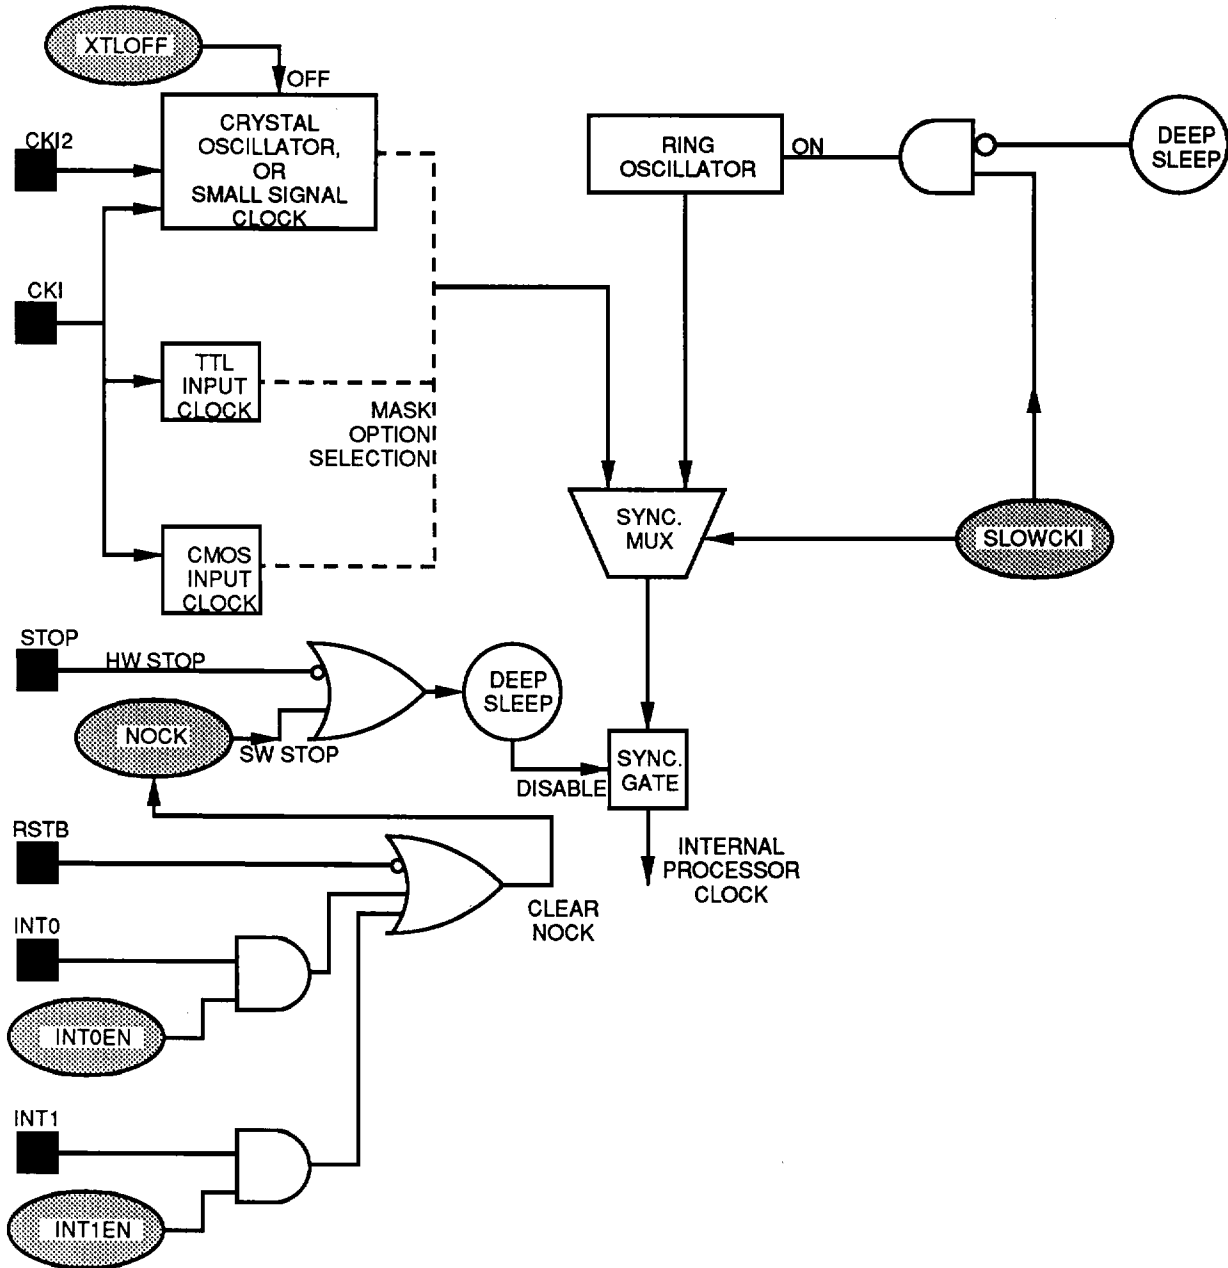 XTLOFF
OFF
CKI2
CRYSTAL
OSCILLATOR,
OR
SMALL SIGNAL
CLOCK
RING
OSCILLATOR
ON
DEEP
SLEEP
CKI
TTL
INPUT
CLOCK
MASK
OPTION
SELECTION
CMOS
INPUT
CLOCK
SYNC.
MUX
SLOWCKI
STOP
HW STOP
NOCK
SW STOP
DEEP
SLEEP
DISABLE
SYNC.
GATE
INTERNAL
PROCESSOR
CLOCK
RSTB
CLEAR
NOCK
INT0
INT0EN
INT1
INT1EN